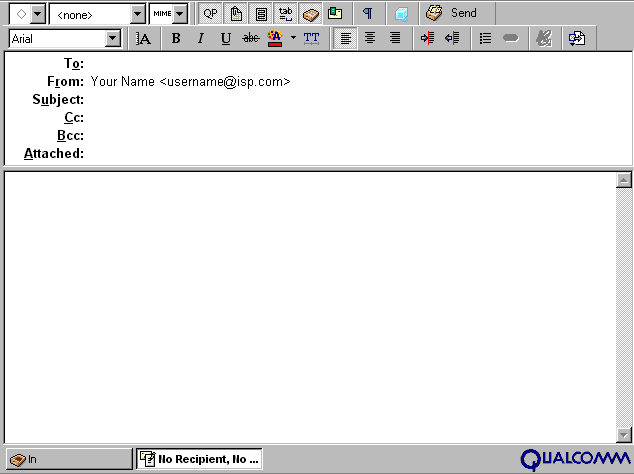 <none> MIME QP tab Send
Arial A B I U abc A TT
To:
From: Your Name <username@isp.com>
Subject:
Cc:
Bcc:
Attached:
In No Recipient, No ... QUALCOMM